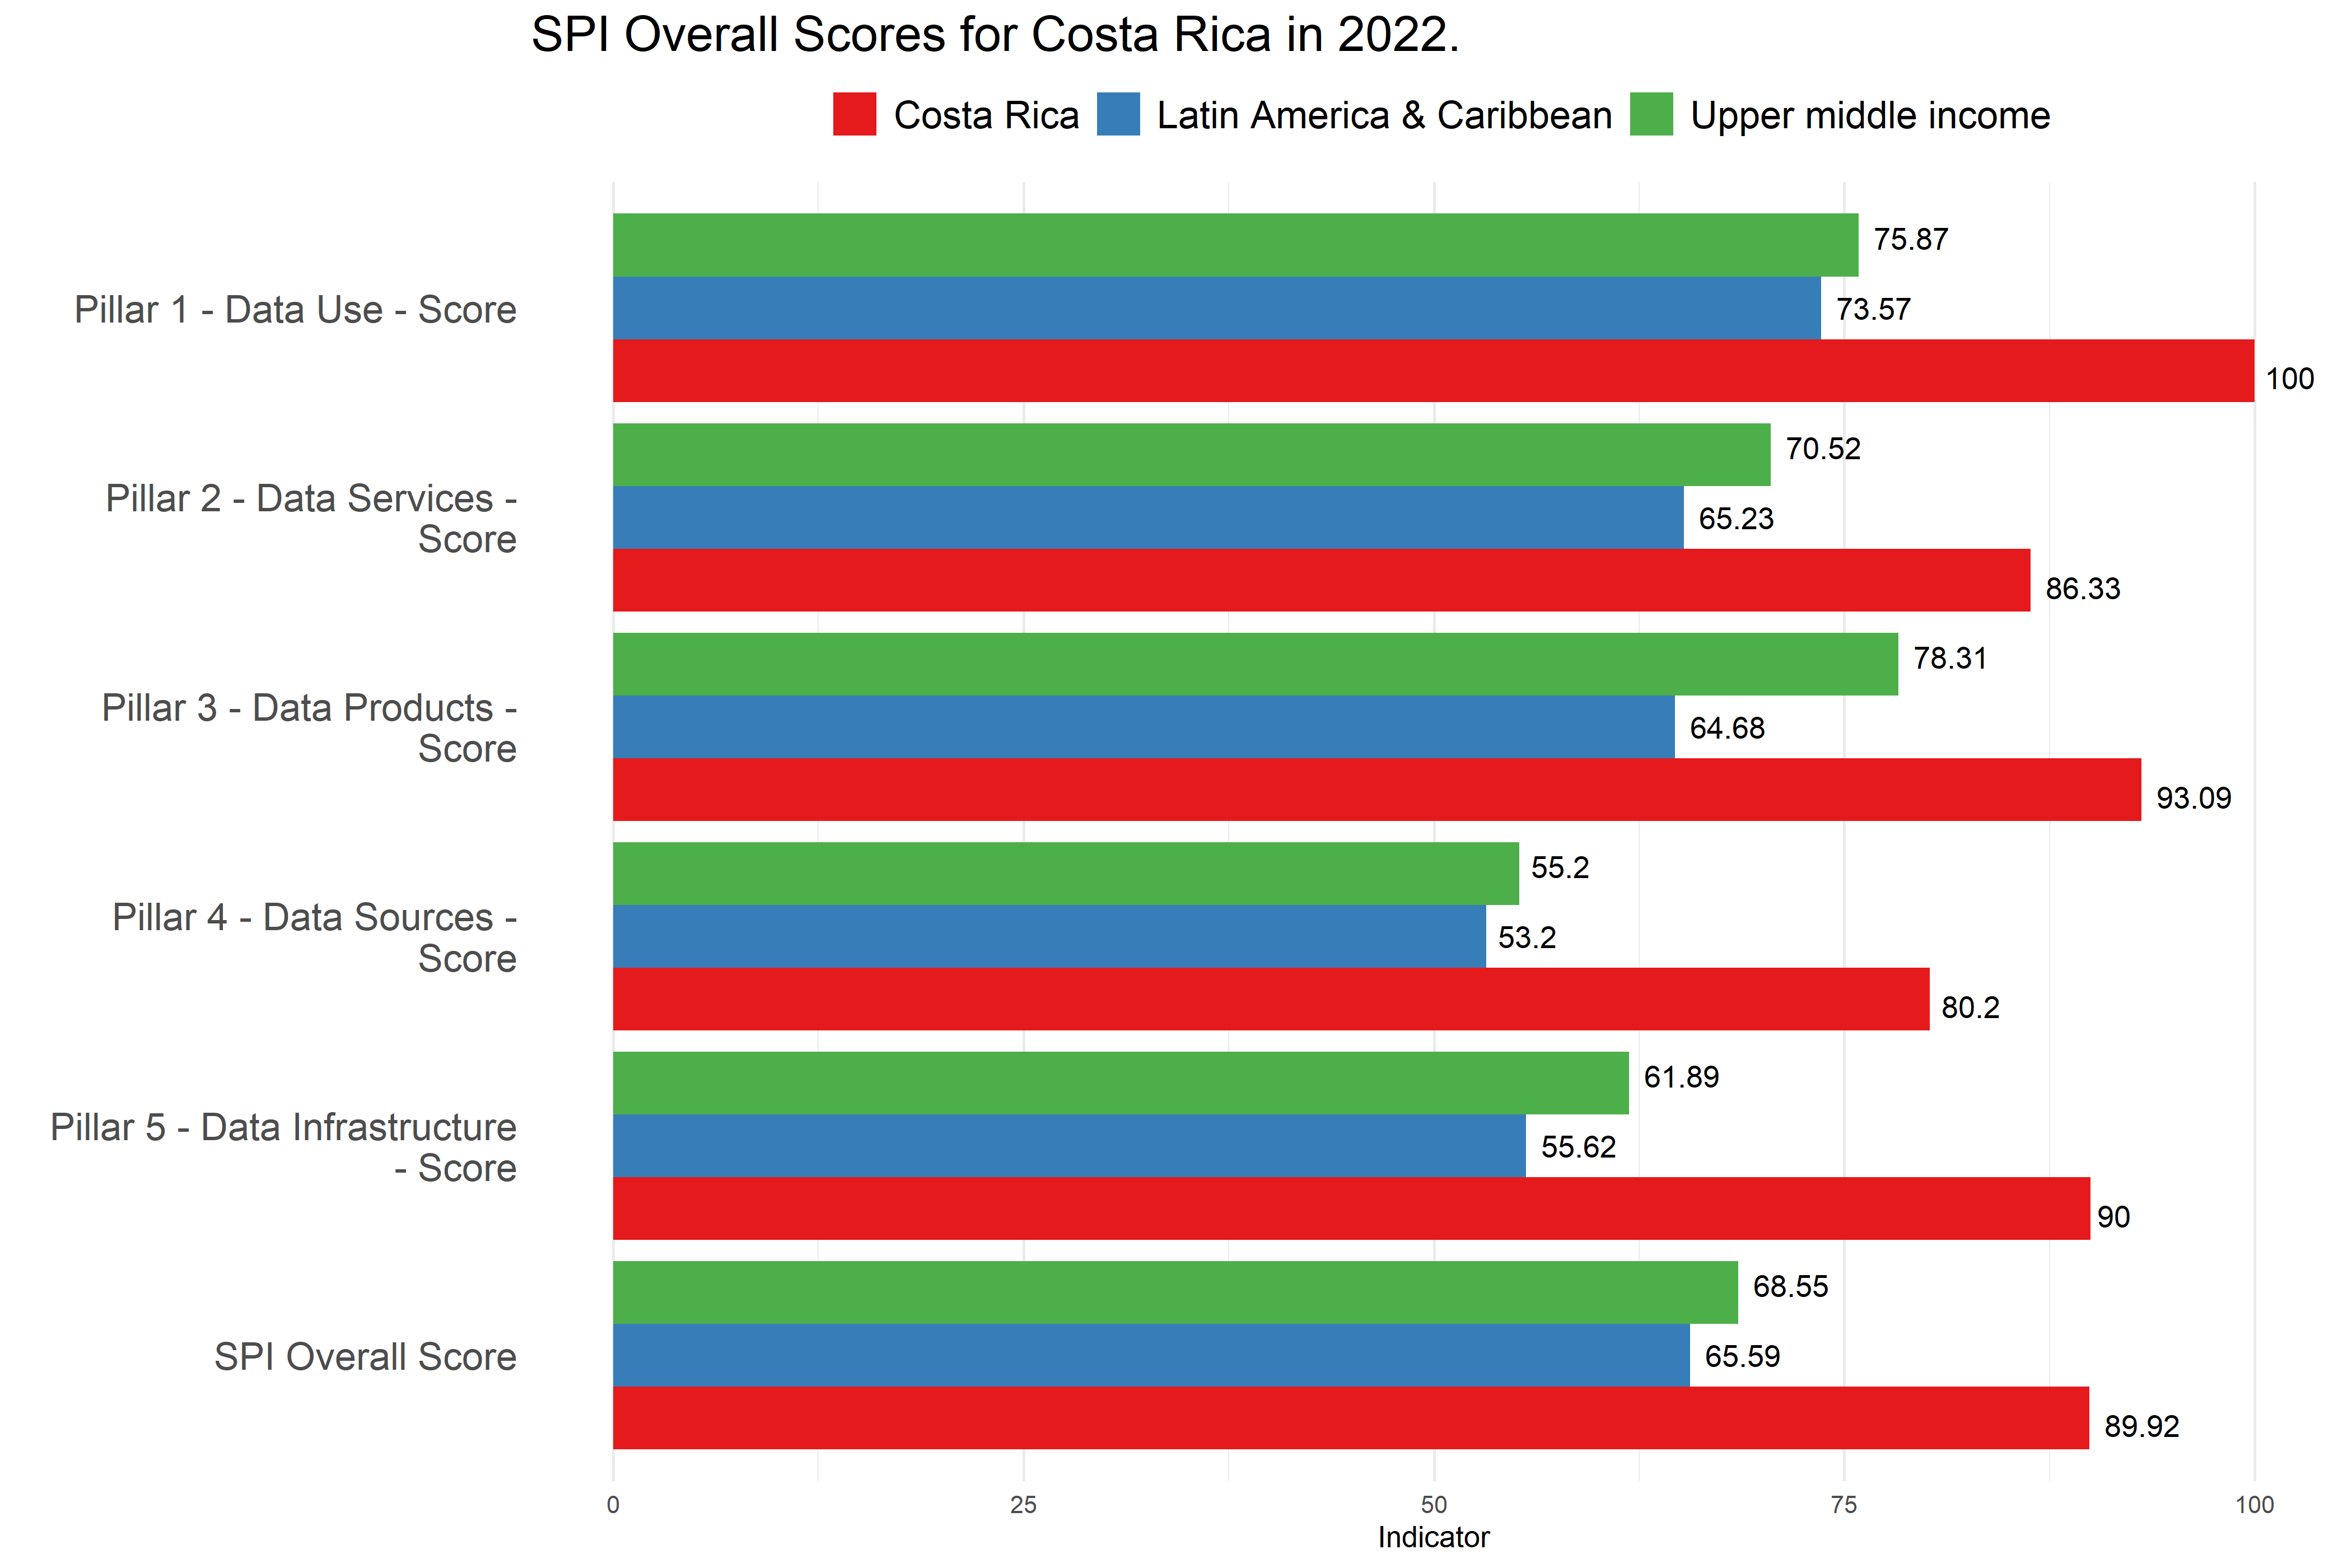 SPI Overall Scores for Costa Rica in 2022.
Costa Rica
Latin America & Caribbean
Upper middle income
Pillar 1 - Data Use - Score
75.87
73.57
100
Pillar 2 - Data Services -
Score
70.52
65.23
86.33
Pillar 3 - Data Products -
Score
78.31
64.68
93.09
Pillar 4 - Data Sources -
Score
55.2
53.2
80.2
Pillar 5 - Data Infrastructure
- Score
61.89
55.62
90
SPI Overall Score
68.55
65.59
89.92
0
25
50
75
100
Indicator